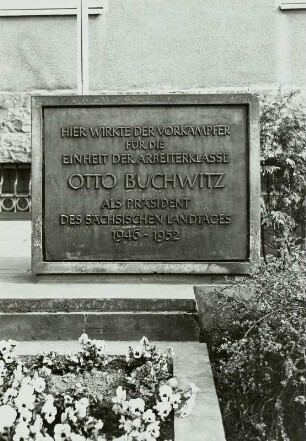 HIER WIRKTE DER VORKÄMPFER
FÜR DIE
EINHEIT DER ARBEITERKLASSE
OTTO BUCHWITZ
ALS PRÄSIDENT
DES SÄCHSISCHEN LANDTAGES
1946-1952